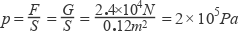 p = F/S = G/S = 2.4×10⁴N/0.12m² = 2×10⁵Pa